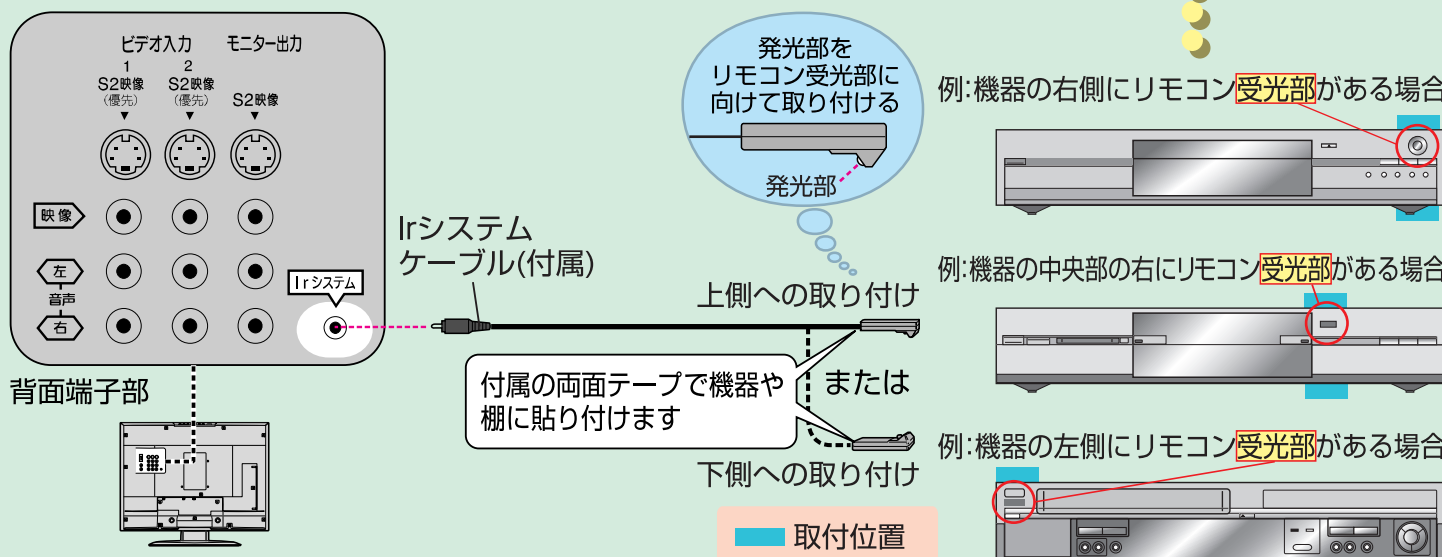 ビデオ入力 モニター出力
1 2
S2映像 S2映像 S2映像
(優先) (優先)
映像
左
音声
右
Irシステム
背面端子部
Irシステム
ケーブル(付属)
発光部を
リモコン受光部に
向けて取り付ける
発光部
上側への取り付け
付属の両面テープで機器や
棚に貼り付けます
または
下側への取り付け
取付位置
例:機器の右側にリモコン受光部がある場合
例:機器の中央部の右にリモコン受光部がある場合
例:機器の左側にリモコン受光部がある場合